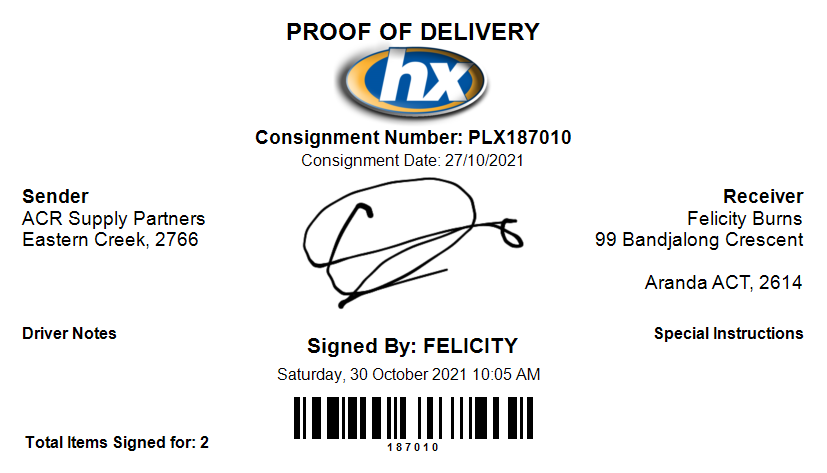 PROOF OF DELIVERY
hx
Consignment Number: PLX187010
Consignment Date: 27/10/2021
Sender
ACR Supply Partners
Eastern Creek, 2766
Receiver
Felicity Burns
99 Bandjalong Crescent
Aranda ACT, 2614
Driver Notes
Special Instructions
Signed By: FELICITY
Saturday, 30 October 2021 10:05 AM
187010
Total Items Signed for: 2